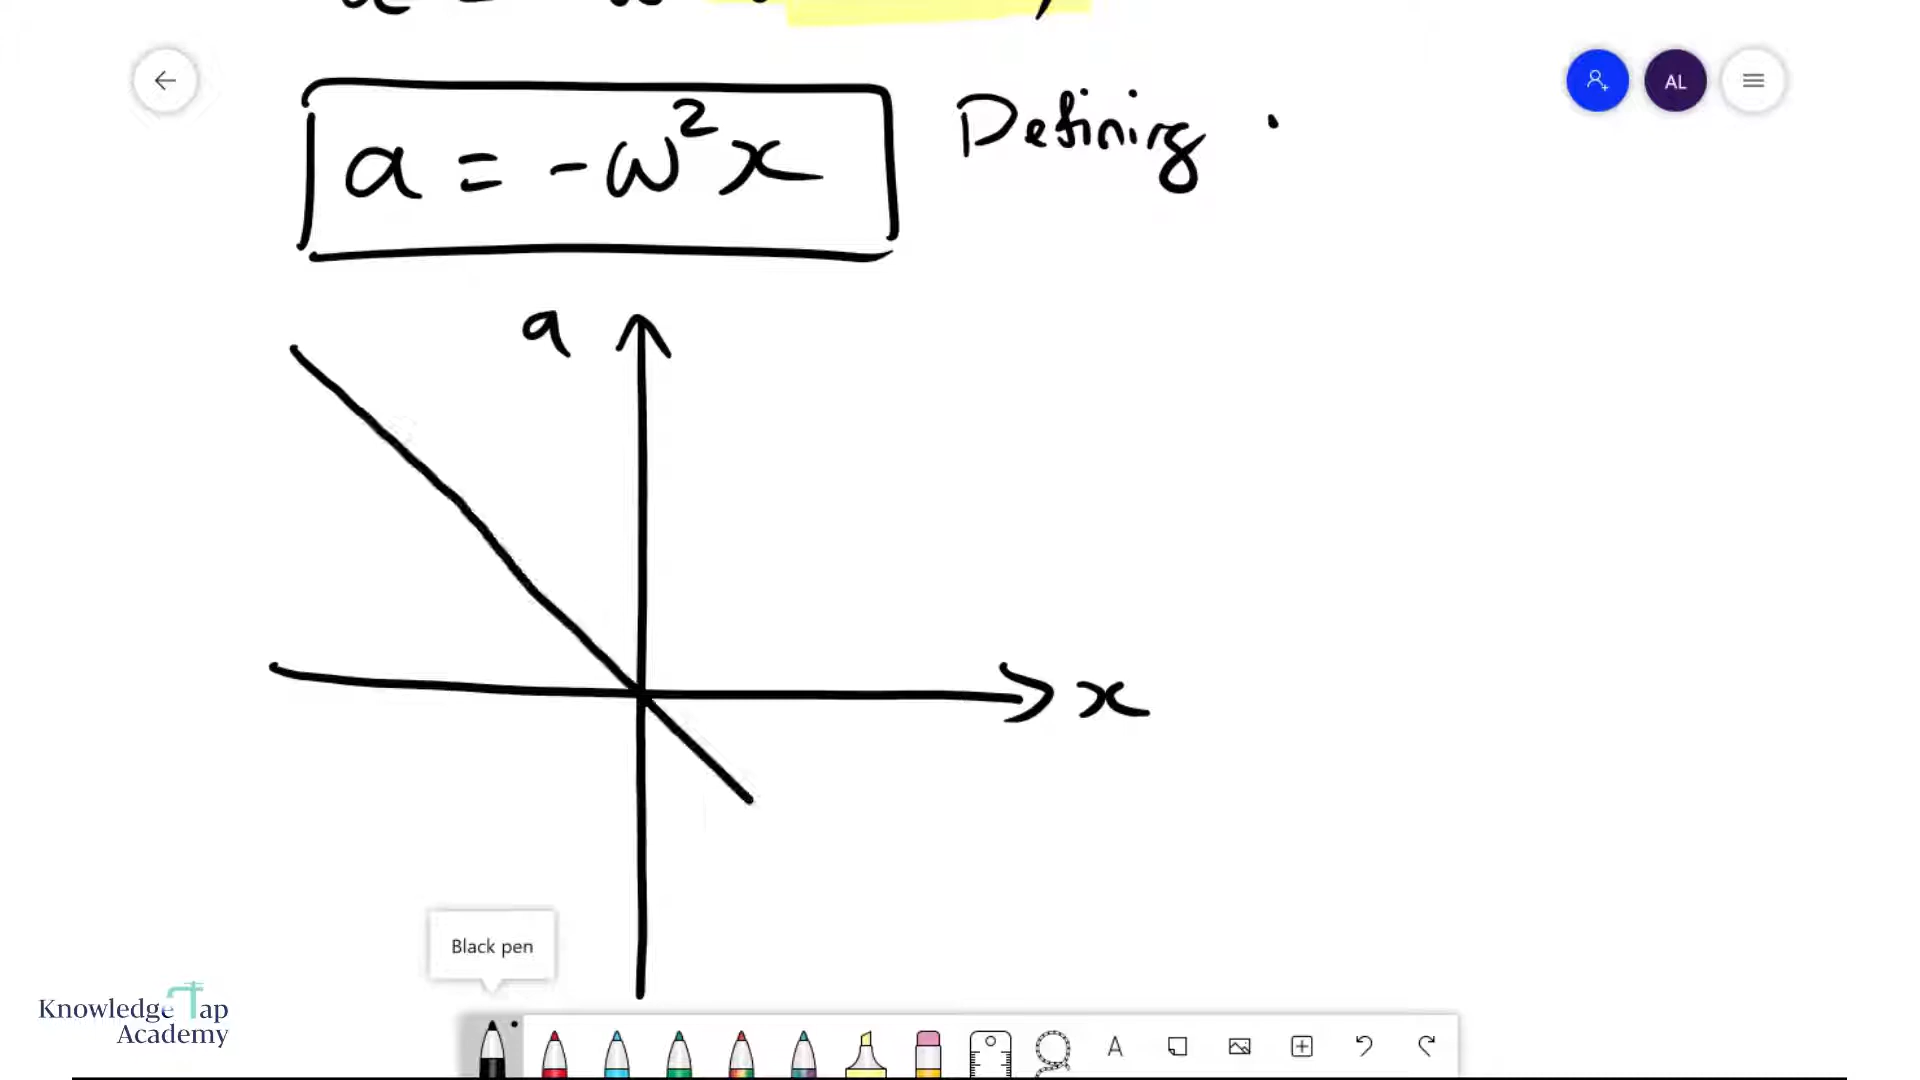 a = -ω²x
Defining
AL
a
x
Black pen
Knowledge Tap
Academy
A